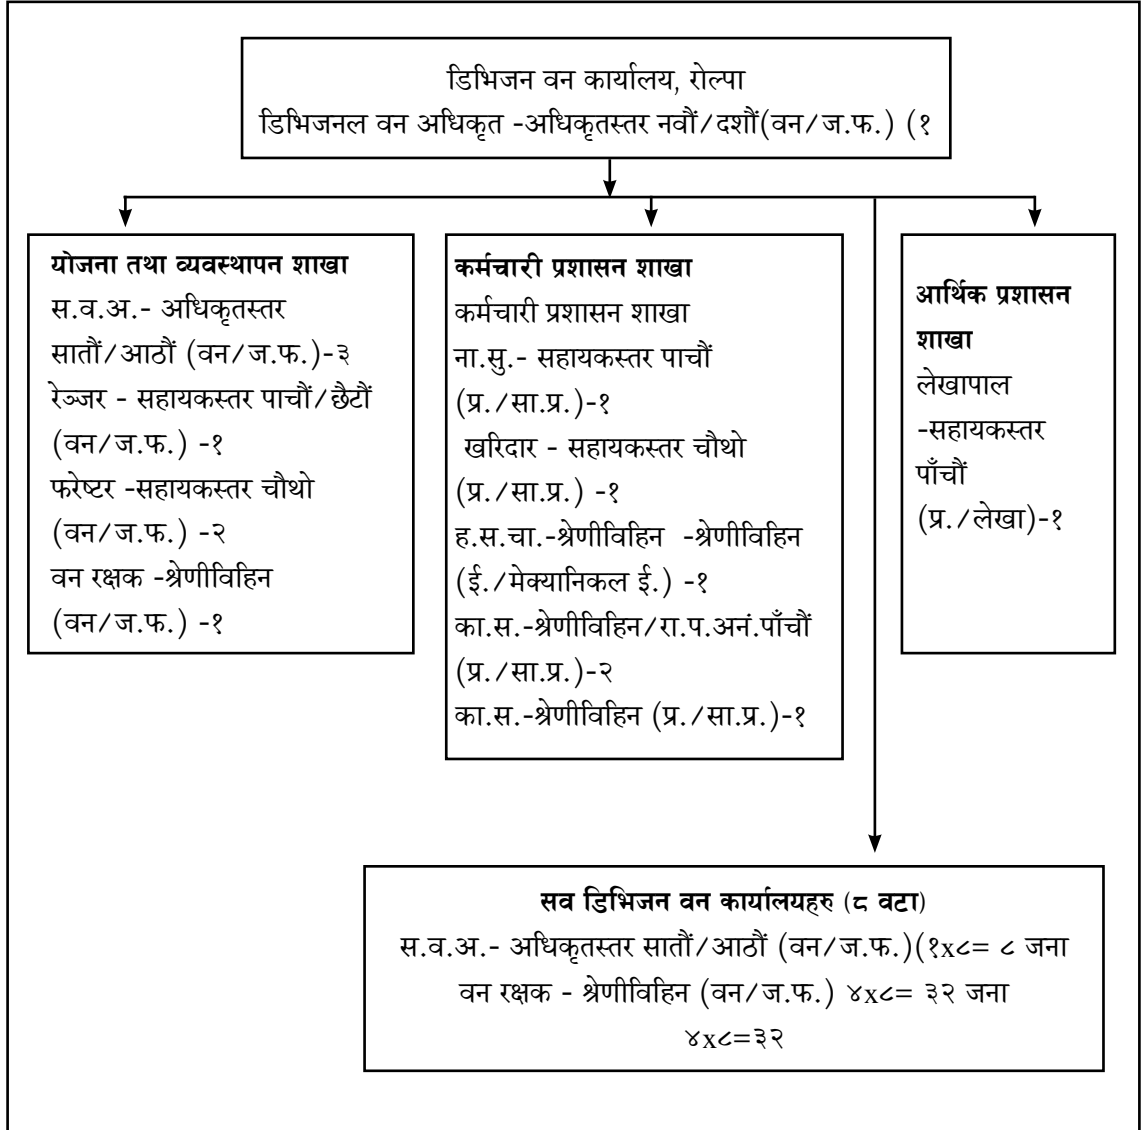 डिभिजन वन कार्यालय, रोल्पा
डिभिजनल वन अधिकृत -अधिकृतस्तर नवौं/दशौं(वन/ज.फ.) (१
योजना तथा व्यवस्थापन शाखा
स.व.अ.- अधिकृतस्तर
सातौं/आठौं (वन/ज.फ.)-३
रेञ्जर - सहायकस्तर पाचौं/छैटौं
(वन/ज.फ.) -१
फरेष्टर -सहायकस्तर चौथो
(वन/ज.फ.) -२
वन रक्षक -श्रेणीविहिन
(वन/ज.फ.) -१
कर्मचारी प्रशासन शाखा
कर्मचारी प्रशासन शाखा
ना.सु.- सहायकस्तर पाचौं
(प्र./सा.प्र.)-१
खरिदार - सहायकस्तर चौथो
(प्र./सा.प्र.) -१
ह.स.चा.-श्रेणीविहिन -श्रेणीविहिन
(ई./मेक्यानिकल ई.) -१
का.स.-श्रेणीविहिन/रा.प.अनं.पाँचौं
(प्र./सा.प्र.)-२
का.स.-श्रेणीविहिन (प्र./सा.प्र.)-१
आर्थिक प्रशासन
शाखा
लेखापाल
-सहायकस्तर
पाँचौं
(प्र./लेखा)-१
सव डिभिजन वन कार्यालयहरु (८ वटा)
स.व.अ.- अधिकृतस्तर सातौं/आठौं (वन/ज.फ.)(१x८= ८ जना
वन रक्षक - श्रेणीविहिन (वन/ज.फ.) ४x८= ३२ जना
४x८=३२